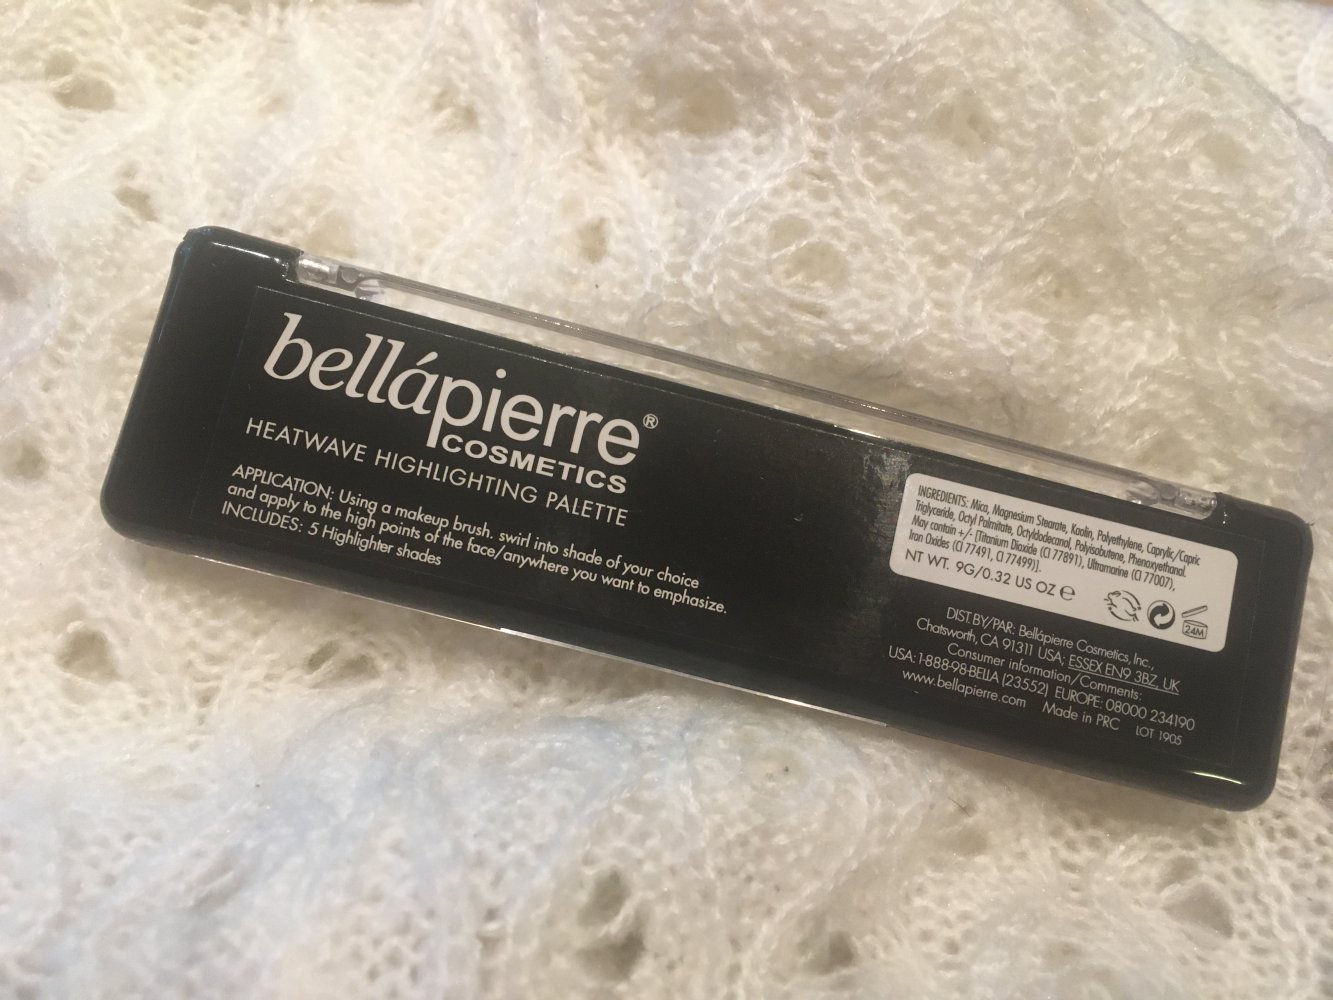 bellápierre®
COSMETICS
HEATWAVE HIGHLIGHTING PALETTE
APPLICATION: Using a makeup brush. swirl into shade of your choice
and apply to the high points of the face/anywhere you want to emphasize.
INCLUDES: 5 Highlighter shades
INGREDIENTS: Mica, Magnesium Stearate, Kaolin, Polyethylene, Caprylic/Capric
Triglyceride, Octyl Palmitate, Octyldodecanol, Polyisobutene, Phenoxyethanol.
May contain +/- [Titanium Dioxide (CI 77891), Ultramarine (CI 77007),
Iron Oxides (CI 77491, CI 77499)].
NT WT. 9G/0.32 US OZ e
24M
DIST BY/PAR: Bellápierre Cosmetics, Inc.,
Chatsworth, CA 91311 USA; ESSEX EN9 3BZ, UK
Consumer information/Comments:
USA: 1-888-98-BELLA (23552) EUROPE: 08000 234190
www.bellapierre.com Made in PRC LOT 1905